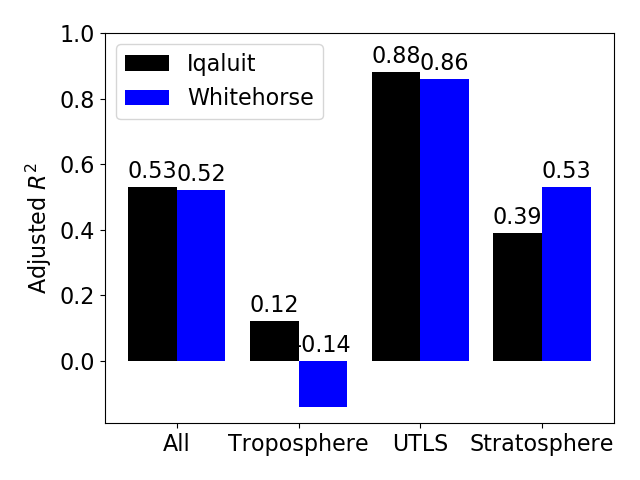 1.0
0.8
0.6
0.4
0.2
0.0
Adjusted R²
Iqaluit
Whitehorse
0.53
0.52
0.12
-0.14
0.88
0.86
0.39
0.53
All
Troposphere
UTLS
Stratosphere